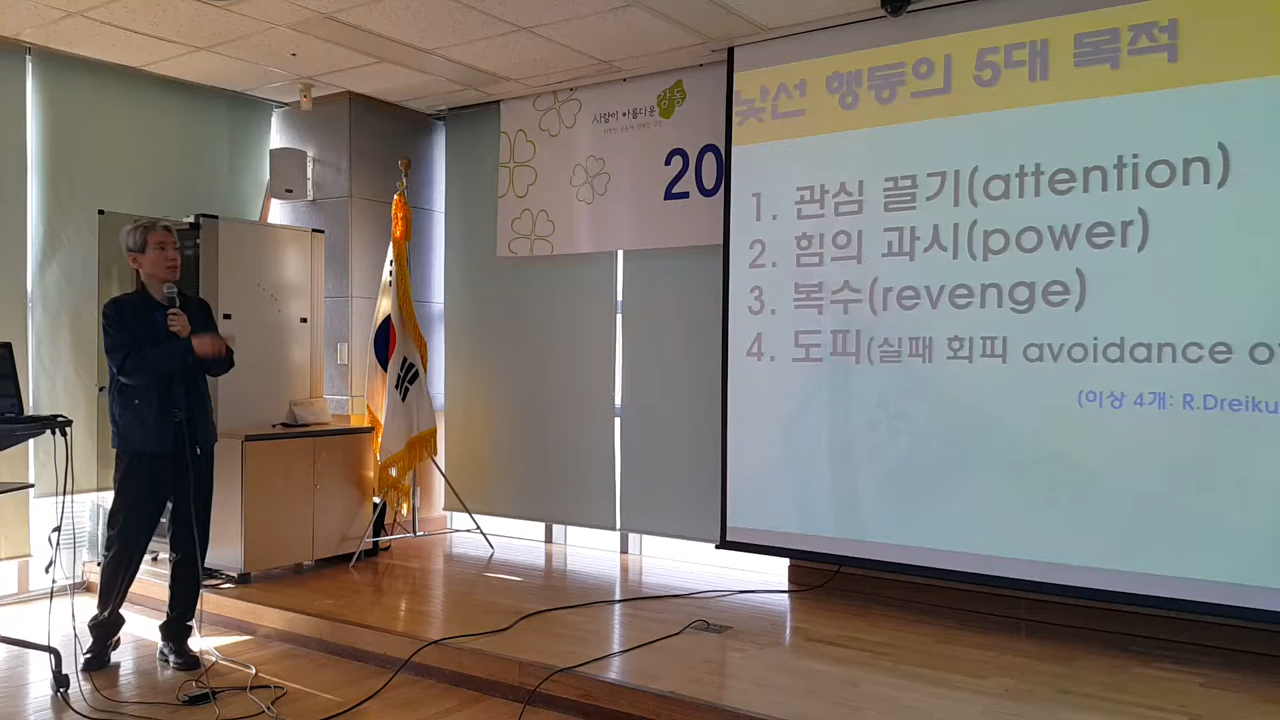 사람이 아름다운 강동
20
낯선 행동의 5대 목적
1. 관심 끌기(attention)
2. 힘의 과시(power)
3. 복수(revenge)
4. 도피(실패 회피 avoidance o
(이상 4개: R.Dreiku